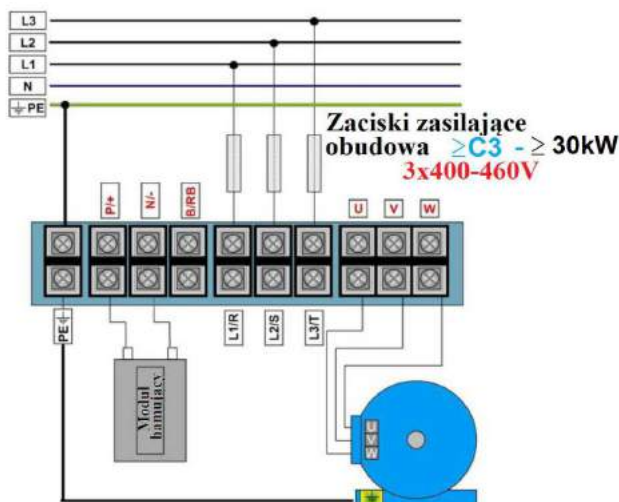 L3
L2
L1
N
PE
Zaciski zasilające
obudowa ≥C3 - ≥ 30kW
3x400-460V
P/+
N/-
B/RB
U
V
W
PE
L1/R
L2/S
L3/T
Moduł
hamujący
U
V
W